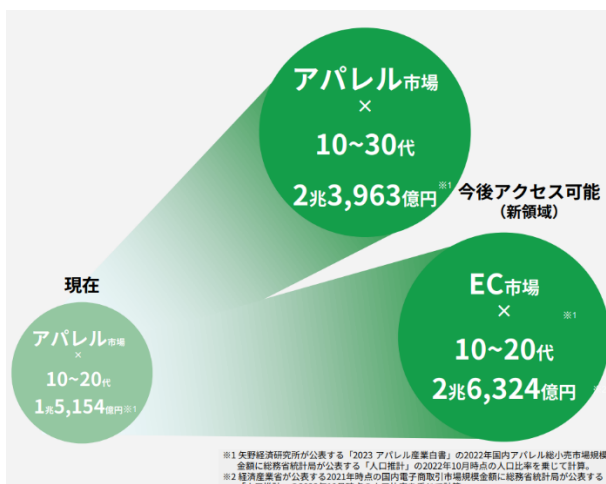 アパレル市場
×
10~30代
2兆3,963億円※1
今後アクセス可能
（新領域）
現在
EC市場
×
※1
10~20代
2兆6,324億円
アパレル市場
×
10~20代
1兆5,154億円※1
※1 矢野経済研究所が公表する「2023 アパレル産業白書」の2022年国内アパレル総小売市場規模
金額に総務省統計局が公表する「人口推計」の2022年10月時点の人口比率を乗じて計算。
※2 経済産業省が公表する2021年時点の国内電子商取引市場規模金額に総務省統計局が公表する